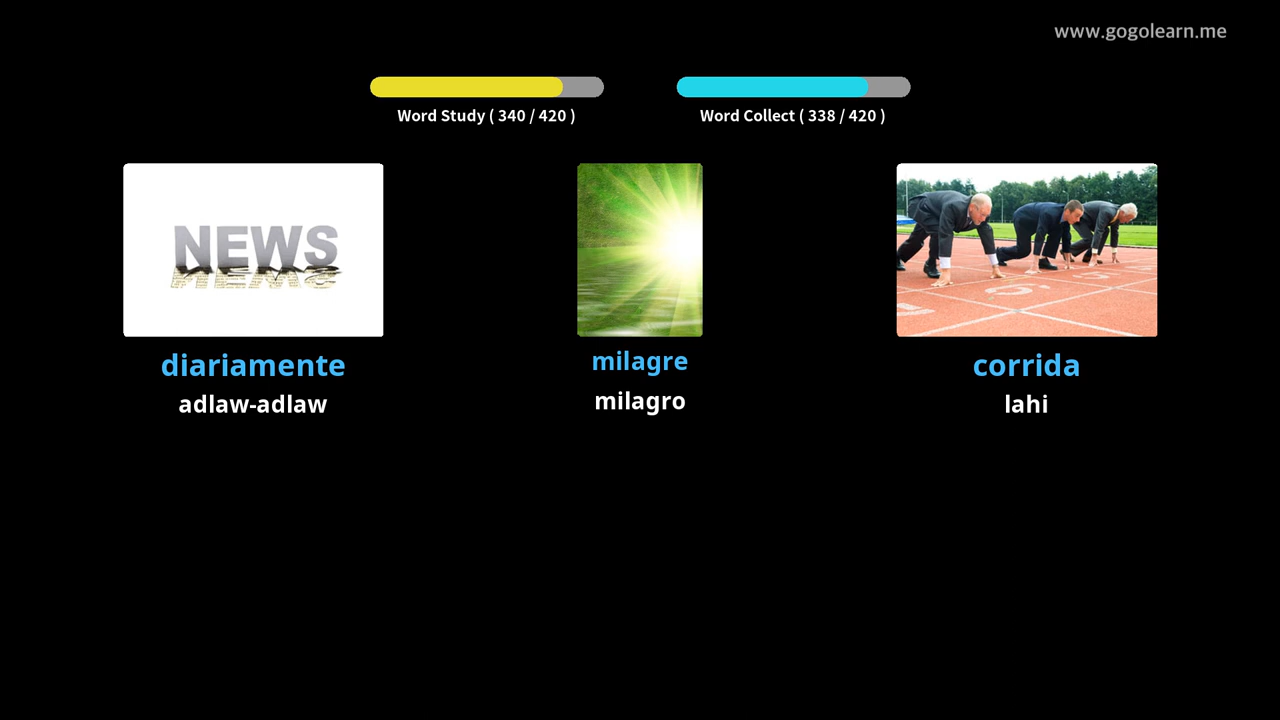 www.gogolearn.me
Word Study ( 340 / 420 )
Word Collect ( 338 / 420 )
NEWS
diariamente
adlaw-adlaw
milagre
milagro
corrida
lahi